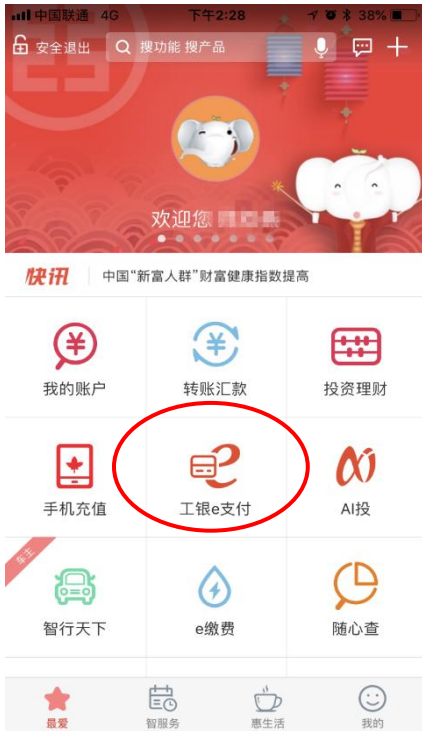 中国联通 4G 下午2:28 38%
安全退出 搜功能 搜产品
欢迎您
快讯 中国“新富人群”财富健康指数提高
我的账户 转账汇款 投资理财
手机充值 工银e支付 AI投
车主
智行天下 e缴费 随心查
最爱 智服务 惠生活 我的